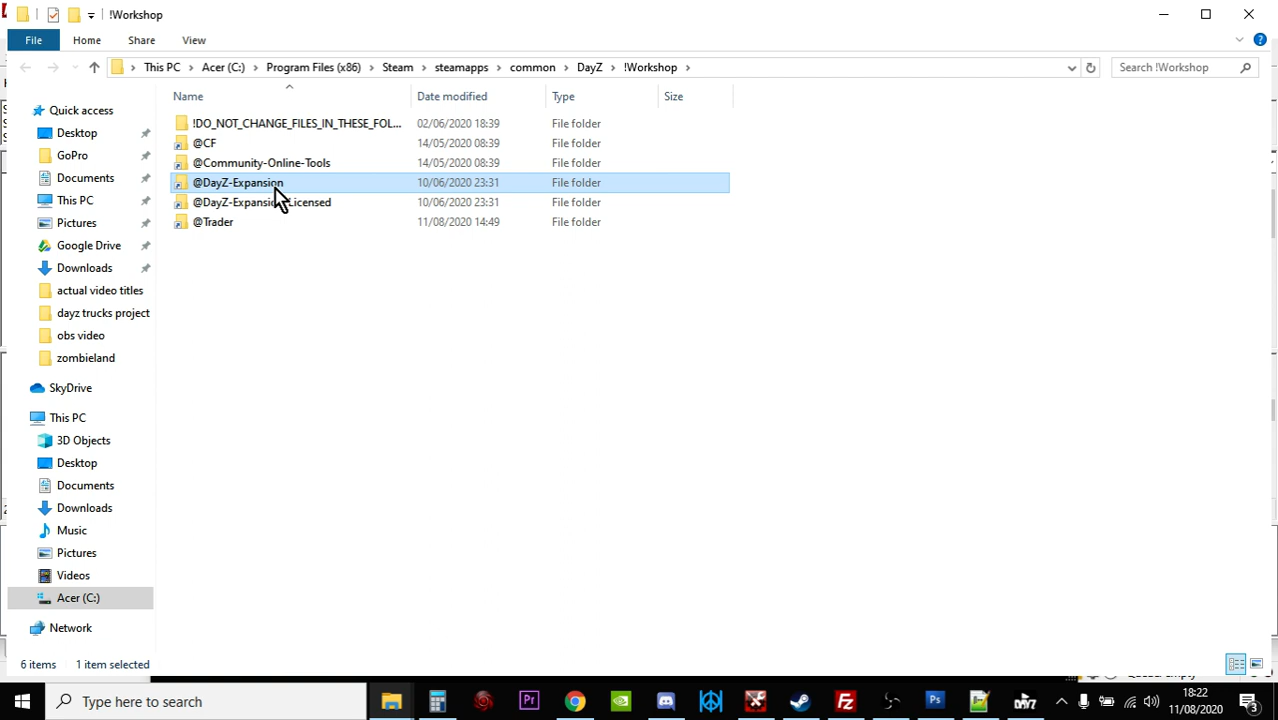 !Workshop
File Home Share View
This PC > Acer (C:) > Program Files (x86) > Steam > steamapps > common > DayZ > !Workshop >
Search !Workshop
Name Date modified Type Size
!DO_NOT_CHANGE_FILES_IN_THESE_FOL... 02/06/2020 18:39 File folder
@CF 14/05/2020 08:39 File folder
@Community-Online-Tools 14/05/2020 08:39 File folder
@DayZ-Expansion 10/06/2020 23:31 File folder
@DayZ-Expansion-Licensed 10/06/2020 23:31 File folder
@Trader 11/08/2020 14:49 File folder
Quick access
Desktop
GoPro
Documents
This PC
Pictures
Google Drive
Downloads
actual video titles
dayz trucks project
obs video
zombieland
SkyDrive
This PC
3D Objects
Desktop
Documents
Downloads
Music
Pictures
Videos
Acer (C:)
Network
6 items 1 item selected
Type here to search
Pr
Ps
18:22
11/08/2020
3